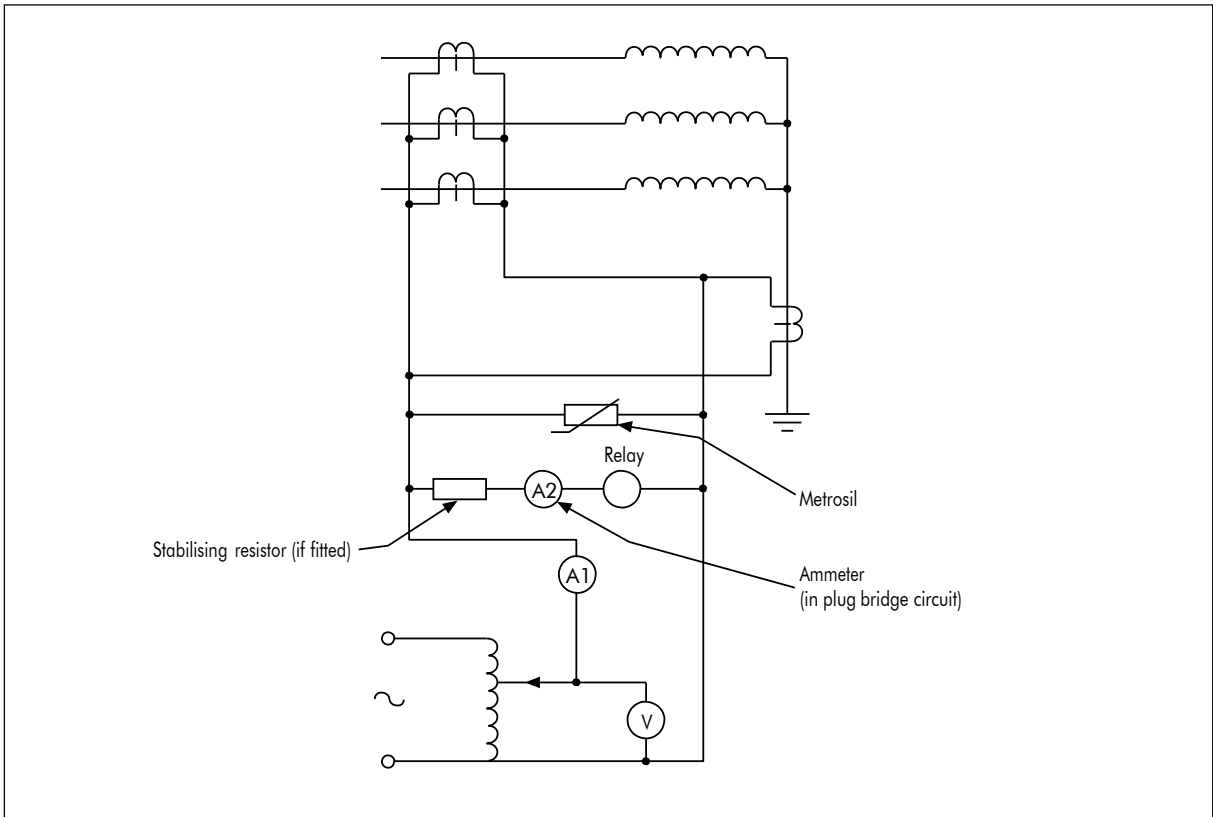 Relay
A2
Metrosil
Stabilising resistor (if fitted)
A1
Ammeter
(in plug bridge circuit)
V